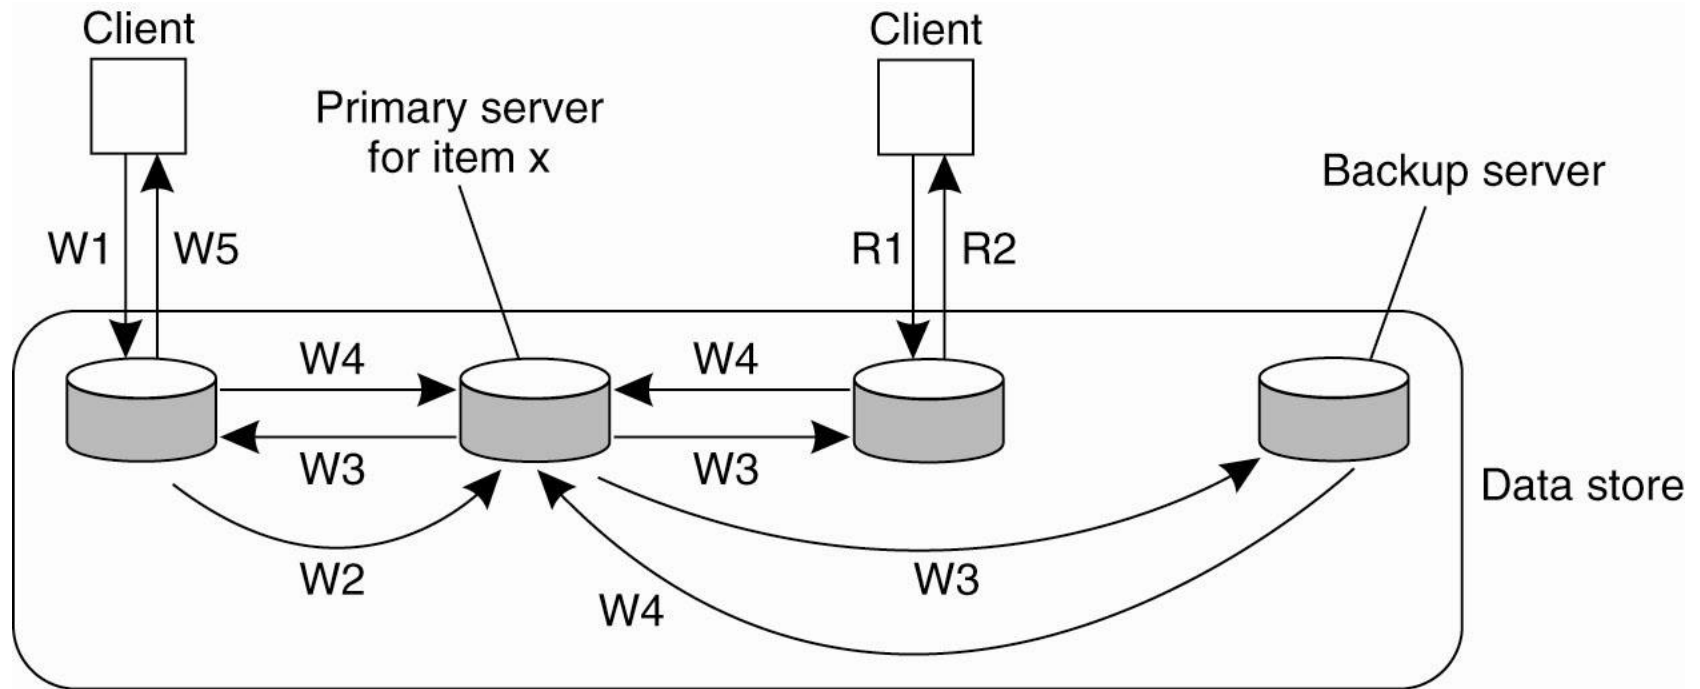 Client
Client
Primary server
for item x
Backup server
W1
W5
R1
R2
W4
W4
W3
W3
Data store
W2
W3
W4